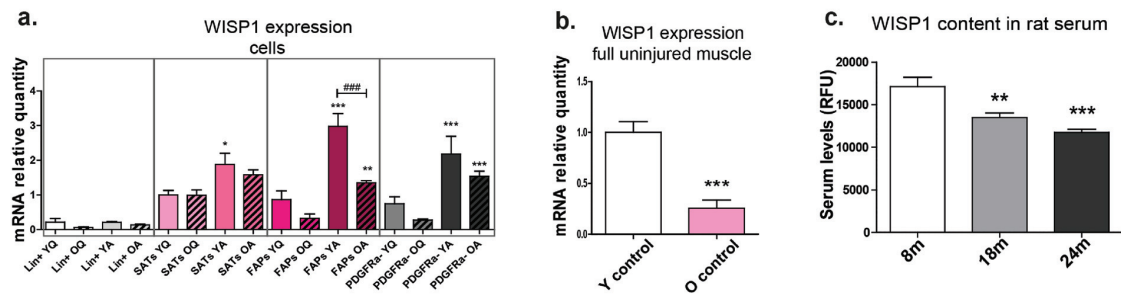 a.
WISP1 expression
cells
mRNA relative quantity
4
3
2
1
0
***
###
*
**
***
***
Lin+ YQ
Lin+ OQ
Lin+ YA
Lin+ OA
SATs YQ
SATs OQ
SATs YA
SATs OA
FAPs YQ
FAPs OQ
FAPs YA
FAPs OA
PDGFRa- YQ
PDGFRa- OQ
PDGFRa- YA
PDGFRa- OA
b.
WISP1 expression
full uninjured muscle
mRNA relative quantity
1.5
1.0
0.5
0.0
***
Y control
O control
c.
WISP1 content in rat serum
Serum levels (RFU)
20000
15000
10000
5000
0
**
***
8m
18m
24m